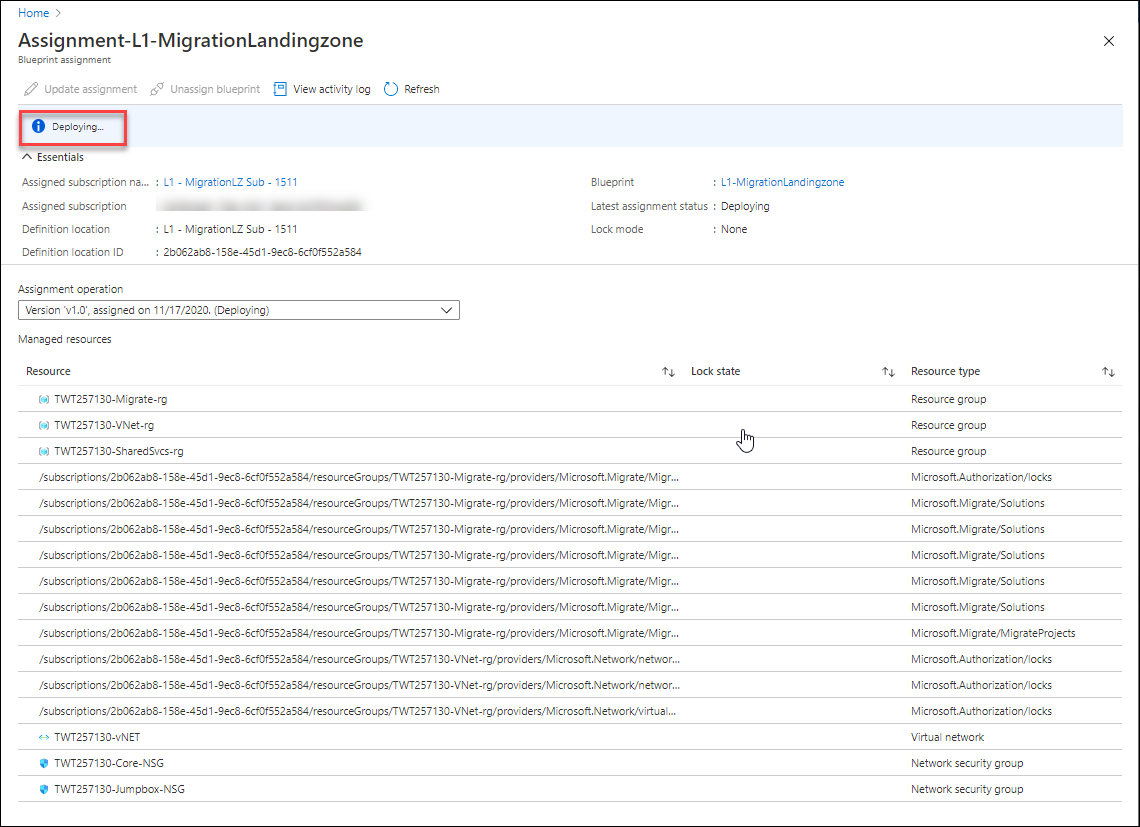 Home >
Assignment-L1-MigrationLandingzone
Blueprint assignment
Update assignment Unassign blueprint View activity log Refresh
Deploying...
Essentials
Assigned subscription na... : L1 - MigrationLZ Sub - 1511 Blueprint : L1-MigrationLandingzone
Assigned subscription Latest assignment status : Deploying
Definition location : L1 - MigrationLZ Sub - 1511 Lock mode : None
Definition location ID : 2b062ab8-158e-45d1-9ec8-6cf0f552a584
Assignment operation
Version 'v1.0', assigned on 11/17/2020. (Deploying)
Managed resources
Resource Lock state Resource type
TWT257130-Migrate-rg Resource group
TWT257130-VNet-rg Resource group
TWT257130-SharedSvcs-rg Resource group
/subscriptions/2b062ab8-158e-45d1-9ec8-6cf0f552a584/resourceGroups/TWT257130-Migrate-rg/providers/Microsoft.Migrate/Migr... Microsoft.Authorization/locks
/subscriptions/2b062ab8-158e-45d1-9ec8-6cf0f552a584/resourceGroups/TWT257130-Migrate-rg/providers/Microsoft.Migrate/Migr... Microsoft.Migrate/Solutions
/subscriptions/2b062ab8-158e-45d1-9ec8-6cf0f552a584/resourceGroups/TWT257130-Migrate-rg/providers/Microsoft.Migrate/Migr... Microsoft.Migrate/Solutions
/subscriptions/2b062ab8-158e-45d1-9ec8-6cf0f552a584/resourceGroups/TWT257130-Migrate-rg/providers/Microsoft.Migrate/Migr... Microsoft.Migrate/Solutions
/subscriptions/2b062ab8-158e-45d1-9ec8-6cf0f552a584/resourceGroups/TWT257130-Migrate-rg/providers/Microsoft.Migrate/Migr... Microsoft.Migrate/Solutions
/subscriptions/2b062ab8-158e-45d1-9ec8-6cf0f552a584/resourceGroups/TWT257130-Migrate-rg/providers/Microsoft.Migrate/Migr... Microsoft.Migrate/Solutions
/subscriptions/2b062ab8-158e-45d1-9ec8-6cf0f552a584/resourceGroups/TWT257130-Migrate-rg/providers/Microsoft.Migrate/Migr... Microsoft.Migrate/MigrateProjects
/subscriptions/2b062ab8-158e-45d1-9ec8-6cf0f552a584/resourceGroups/TWT257130-VNet-rg/providers/Microsoft.Network/networ... Microsoft.Authorization/locks
/subscriptions/2b062ab8-158e-45d1-9ec8-6cf0f552a584/resourceGroups/TWT257130-VNet-rg/providers/Microsoft.Network/networ... Microsoft.Authorization/locks
/subscriptions/2b062ab8-158e-45d1-9ec8-6cf0f552a584/resourceGroups/TWT257130-VNet-rg/providers/Microsoft.Network/virtual... Microsoft.Authorization/locks
TWT257130-vNET Virtual network
TWT257130-Core-NSG Network security group
TWT257130-Jumpbox-NSG Network security group